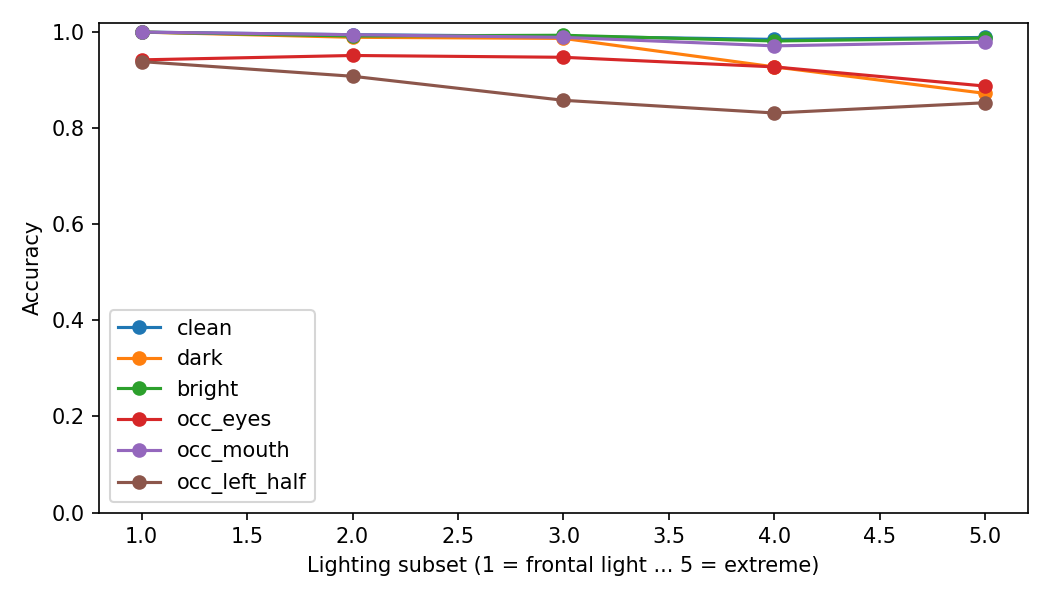 1.0
0.8
0.6
0.4
0.2
0.0
Accuracy
clean
dark
bright
occ_eyes
occ_mouth
occ_left_half
1.0 1.5 2.0 2.5 3.0 3.5 4.0 4.5 5.0
Lighting subset (1 = frontal light ... 5 = extreme)